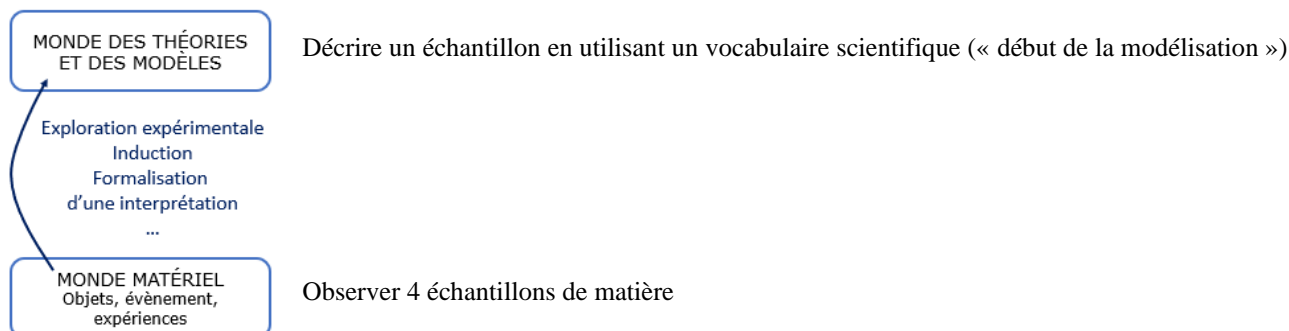 MONDE DES THÉORIES
ET DES MODÈLES
Décrire un échantillon en utilisant un vocabulaire scientifique (« début de la modélisation »)
Exploration expérimentale
Induction
Formalisation
d'une interprétation
...
MONDE MATÉRIEL
Objets, évènement,
expériences
Observer 4 échantillons de matière